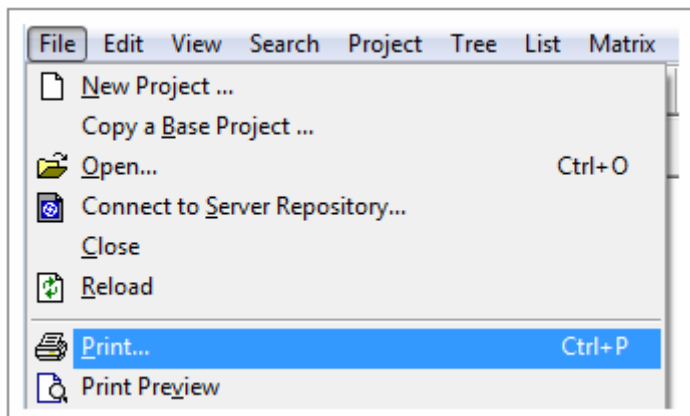 File Edit View Search Project Tree List Matrix
New Project ...
Copy a Base Project ...
Open... Ctrl+O
Connect to Server Repository...
Close
Reload
Print... Ctrl+P
Print Preview